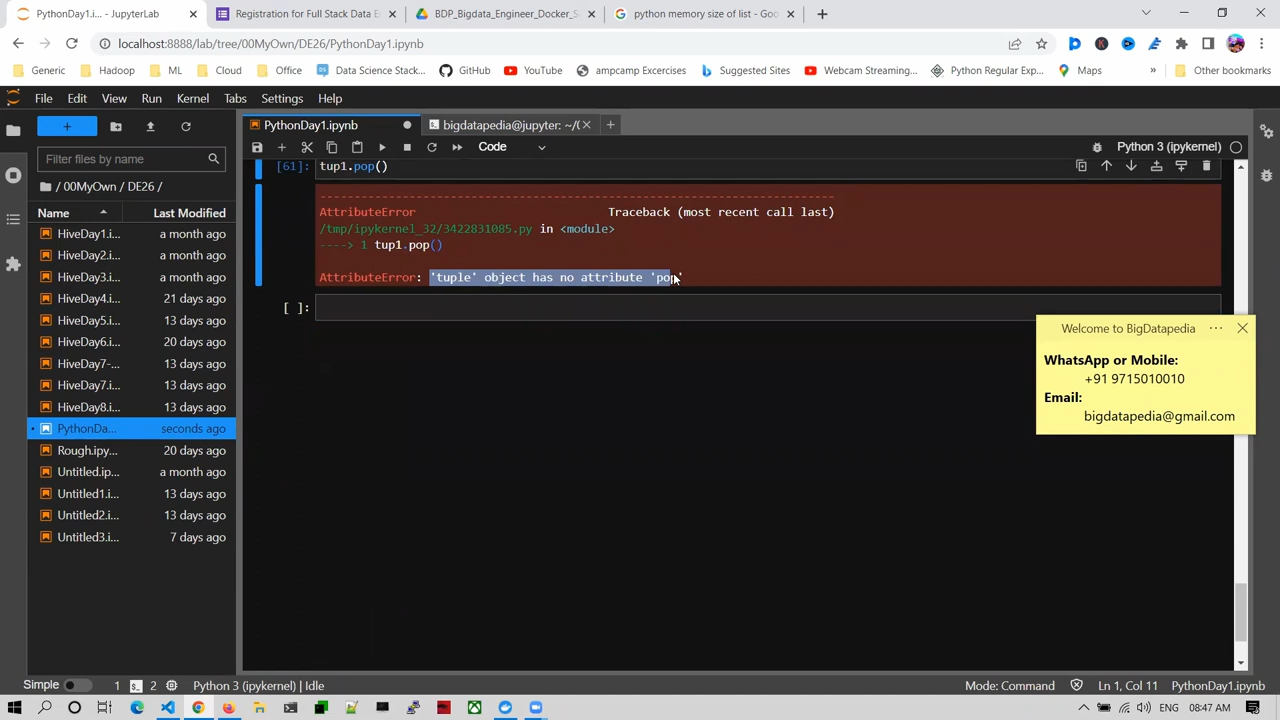 PythonDay1.i... - JupyterLab
Registration for Full Stack Data E
BDP_Bigdata_Engineer_Docker_S
python memory size of list - Goo
localhost:8888/lab/tree/00MyOwn/DE26/PythonDay1.ipynb
Generic
Hadoop
ML
Cloud
Office
Data Science Stack...
GitHub
YouTube
ampcamp Excercises
Suggested Sites
Webcam Streaming...
Python Regular Exp...
Maps
»
Other bookmarks
File Edit View Run Kernel Tabs Settings Help
PythonDay1.ipynb
bigdatapedia@jupyter: ~/(
Code
Python 3 (ipykernel)
Filter files by name
/ 00MyOwn / DE26 /
Name Last Modified
HiveDay1.i... a month ago
HiveDay2.i... a month ago
HiveDay3.i... a month ago
HiveDay4.i... 21 days ago
HiveDay5.i... 13 days ago
HiveDay6.i... 20 days ago
HiveDay7-... 13 days ago
HiveDay7.i... 13 days ago
HiveDay8.i... 13 days ago
PythonDa... seconds ago
Rough.ipy... 20 days ago
Untitled.ip... a month ago
Untitled1.i... 13 days ago
Untitled2.i... 13 days ago
Untitled3.i... 7 days ago
[61]: tup1.pop()
---------------------------------------------------------------------------
AttributeError Traceback (most recent call last)
/tmp/ipykernel_32/3422831085.py in <module>
----> 1 tup1.pop()
AttributeError: 'tuple' object has no attribute 'pop'
[ ]:
Welcome to BigDatapedia
WhatsApp or Mobile:
+91 9715010010
Email:
bigdatapedia@gmail.com
Simple 1 2 Python 3 (ipykernel) | Idle
Mode: Command Ln 1, Col 11 PythonDay1.ipynb
ENG 08:47 AM